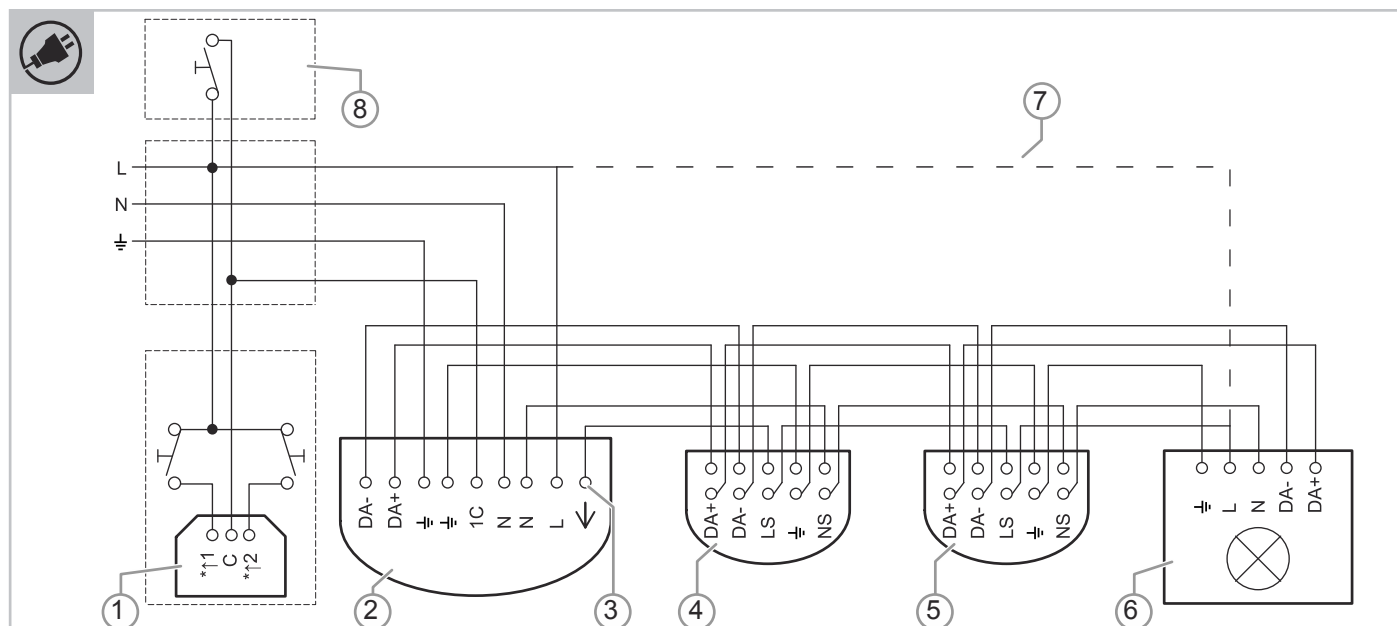 8
7
L
N
DA-
DA+
1C
N
N
L
↓
DA+
DA-
LS
NS
DA+
DA-
LS
NS
L
N
DA-
DA+
*↑1
C
*↑2
1
2
3
4
5
6